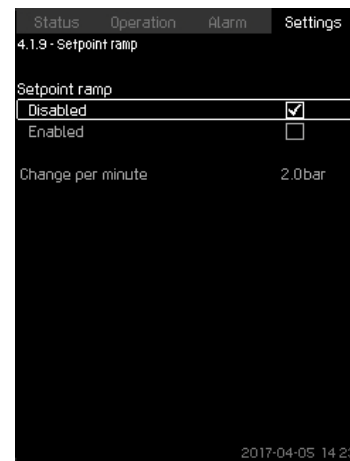 Status Operation Alarm Settings
4.1.9 - Setpoint ramp
Setpoint ramp
Disabled
Enabled
Change per minute 2.0bar
2017-04-05 14:23